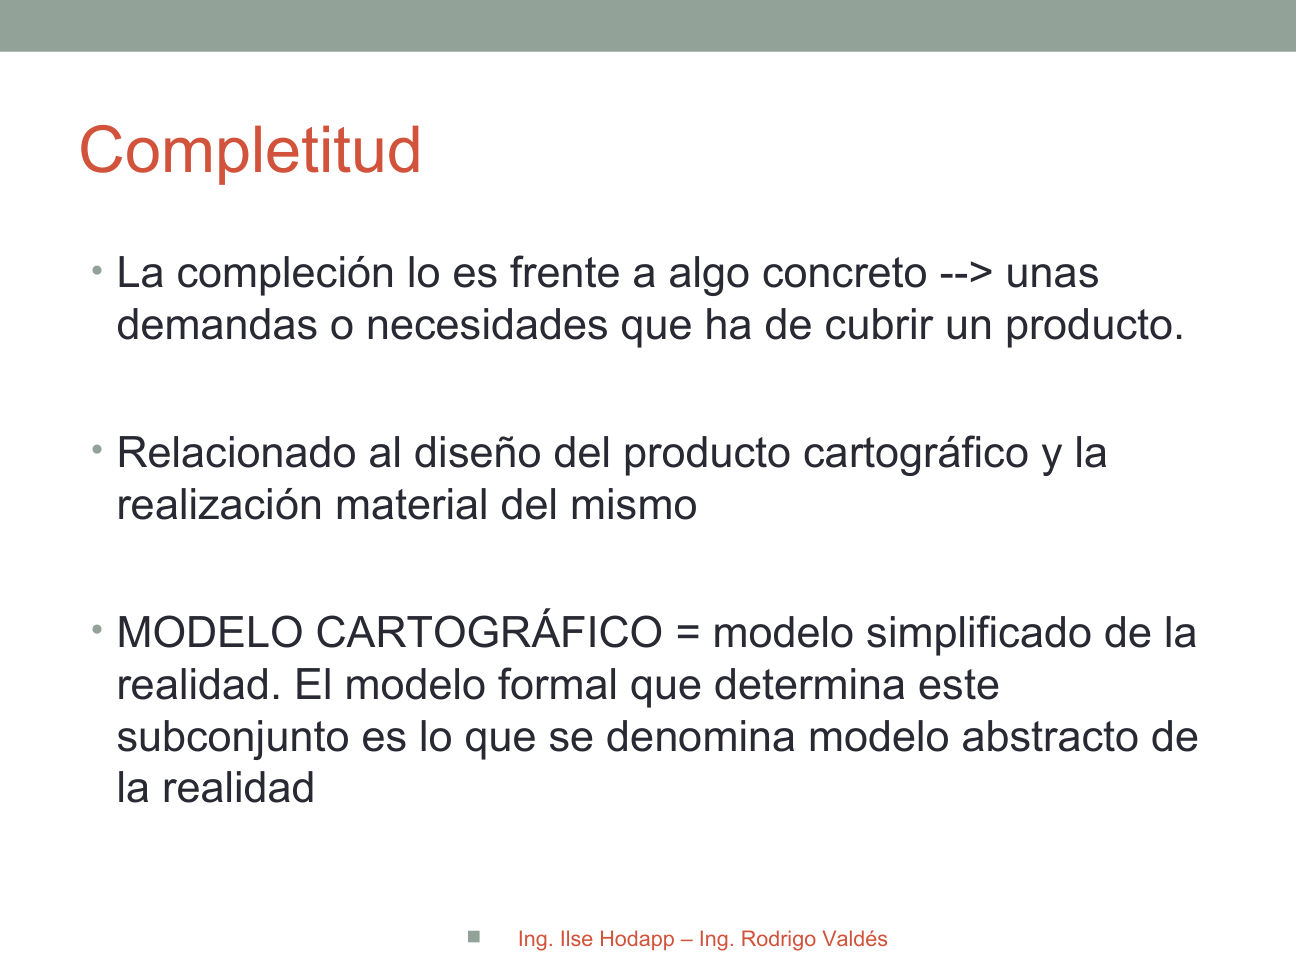 Completitud
• La compleción lo es frente a algo concreto --> unas
demandas o necesidades que ha de cubrir un producto.
• Relacionado al diseño del producto cartográfico y la
realización material del mismo
• MODELO CARTOGRÁFICO = modelo simplificado de la
realidad. El modelo formal que determina este
subconjunto es lo que se denomina modelo abstracto de
la realidad
■ Ing. Ilse Hodapp – Ing. Rodrigo Valdés